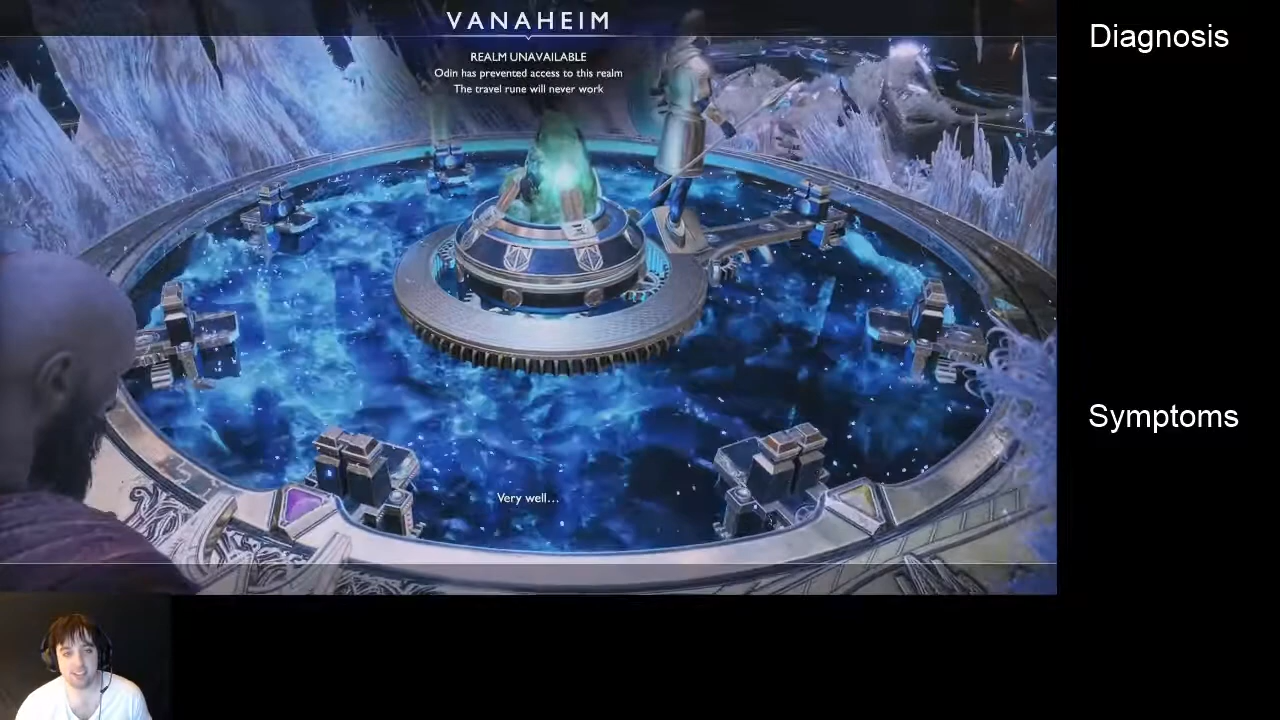 VANAHEIM
REALM UNAVAILABLE
Odin has prevented access to this realm
The travel rune will never work
Very well...
Diagnosis
Symptoms